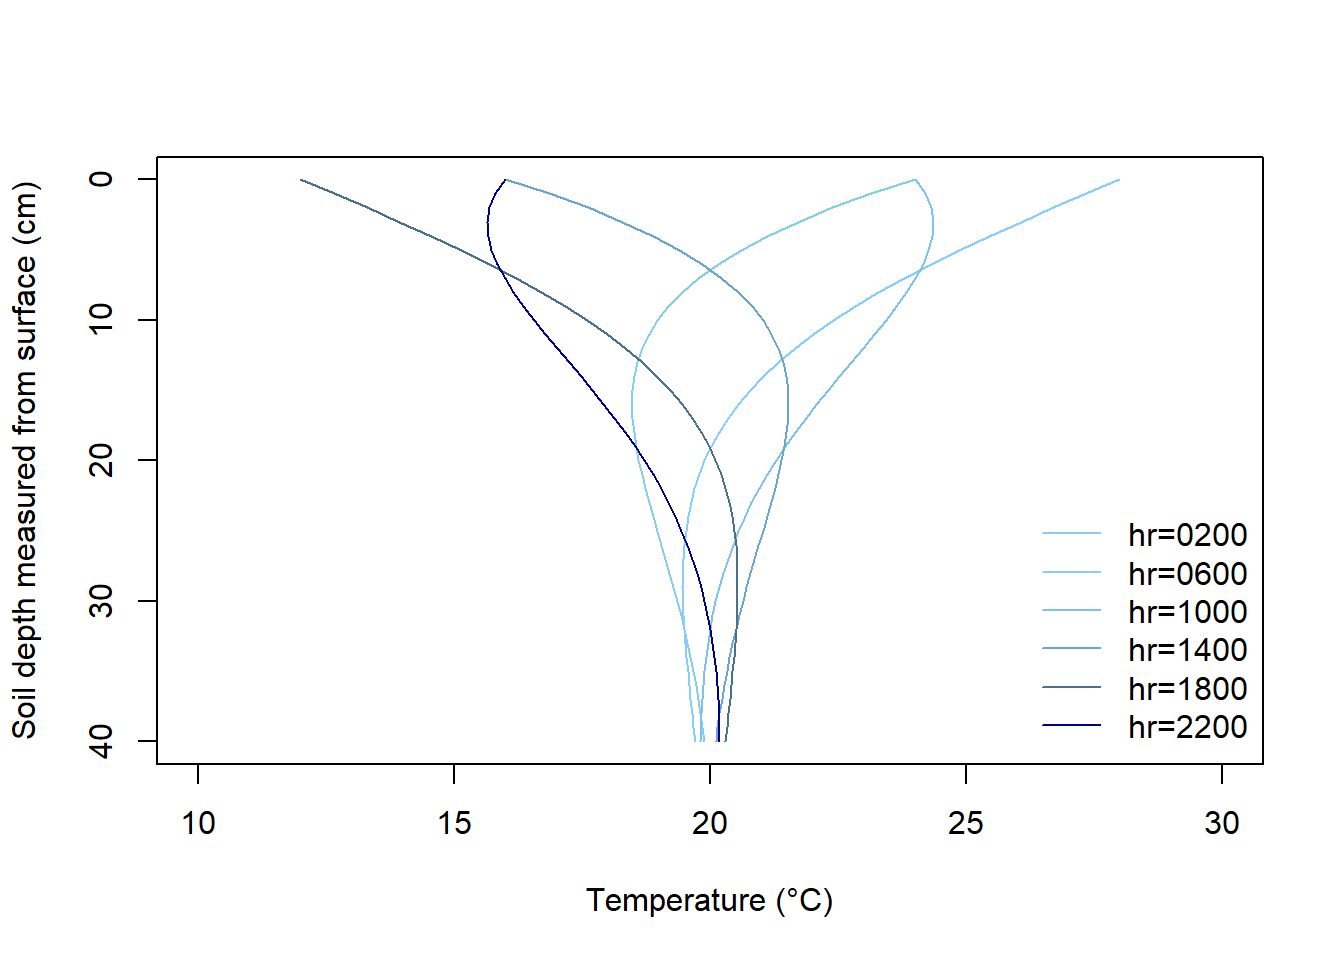 Soil depth measured from surface (cm)
0
10
20
30
40
hr=0200
hr=0600
hr=1000
hr=1400
hr=1800
hr=2200
10 15 20 25 30
Temperature (°C)